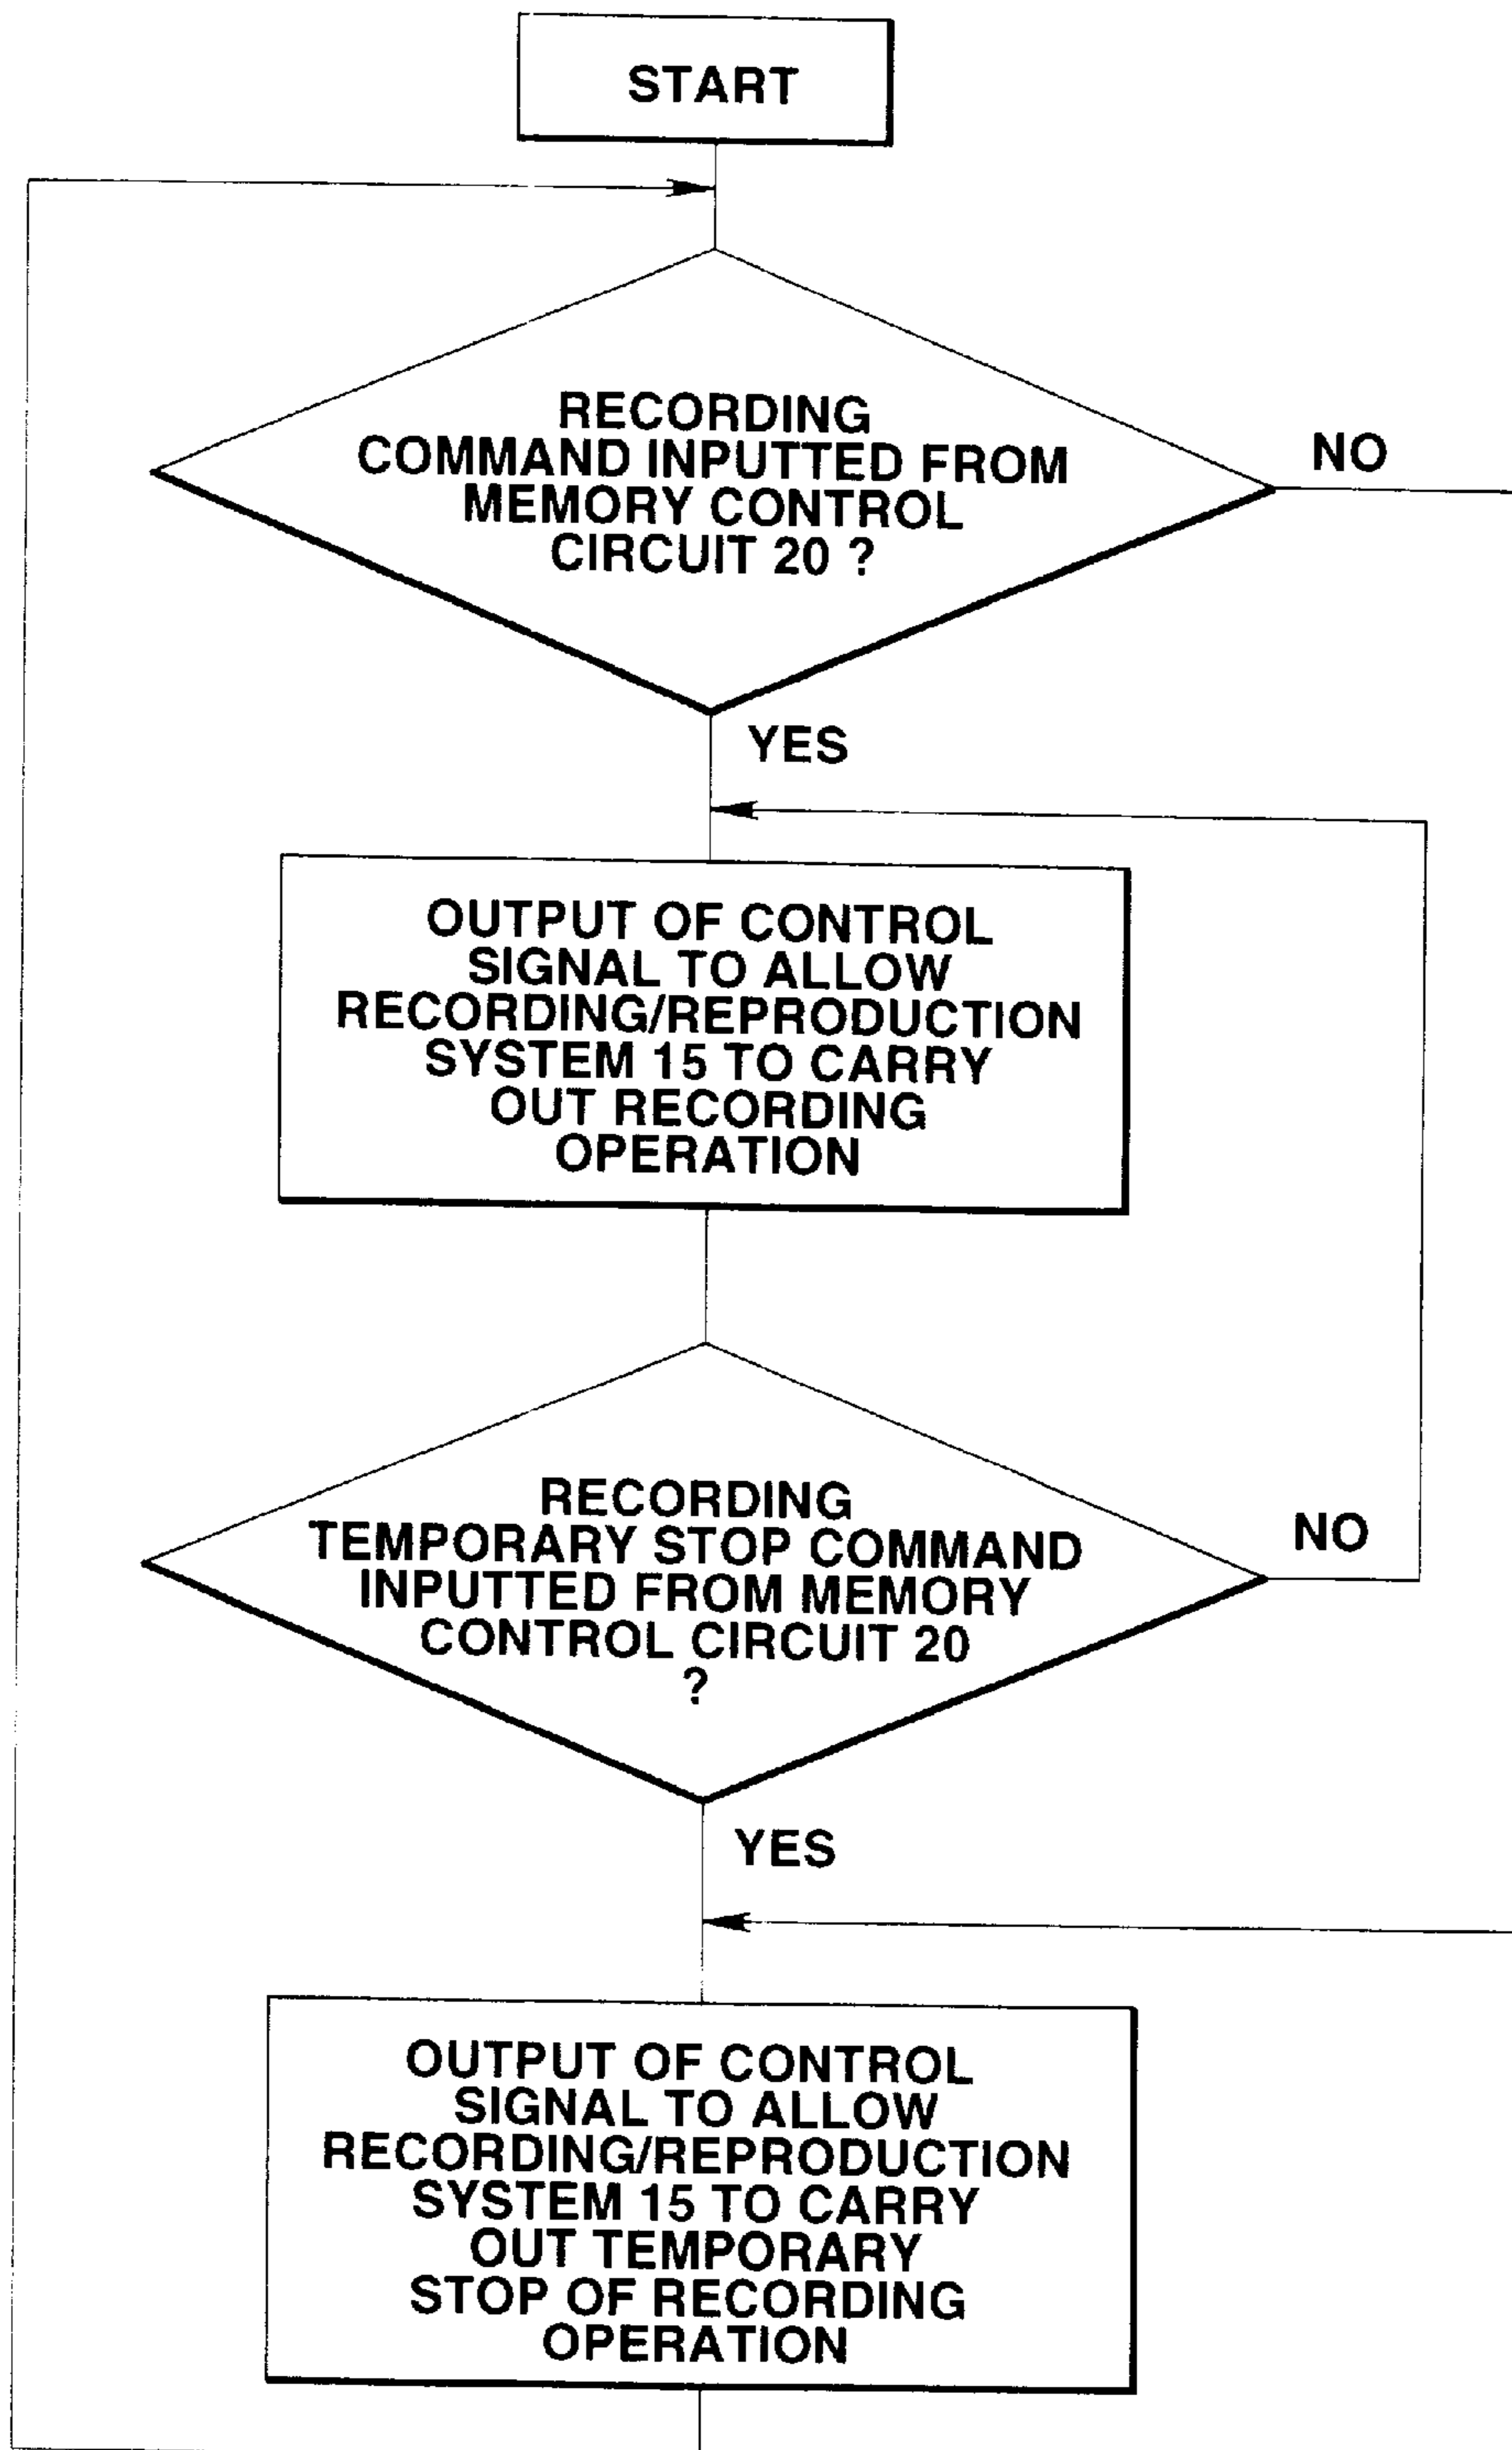 START
RECORDING
COMMAND INPUTTED FROM
MEMORY CONTROL
CIRCUIT 20 ?
NO
YES
OUTPUT OF CONTROL
SIGNAL TO ALLOW
RECORDING/REPRODUCTION
SYSTEM 15 TO CARRY
OUT RECORDING
OPERATION
RECORDING
TEMPORARY STOP COMMAND
INPUTTED FROM MEMORY
CONTROL CIRCUIT 20
?
NO
YES
OUTPUT OF CONTROL
SIGNAL TO ALLOW
RECORDING/REPRODUCTION
SYSTEM 15 TO CARRY
OUT TEMPORARY
STOP OF RECORDING
OPERATION